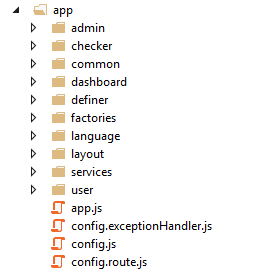 app
admin
checker
common
dashboard
definer
factories
language
layout
services
user
app.js
config.exceptionHandler.js
config.js
config.route.js